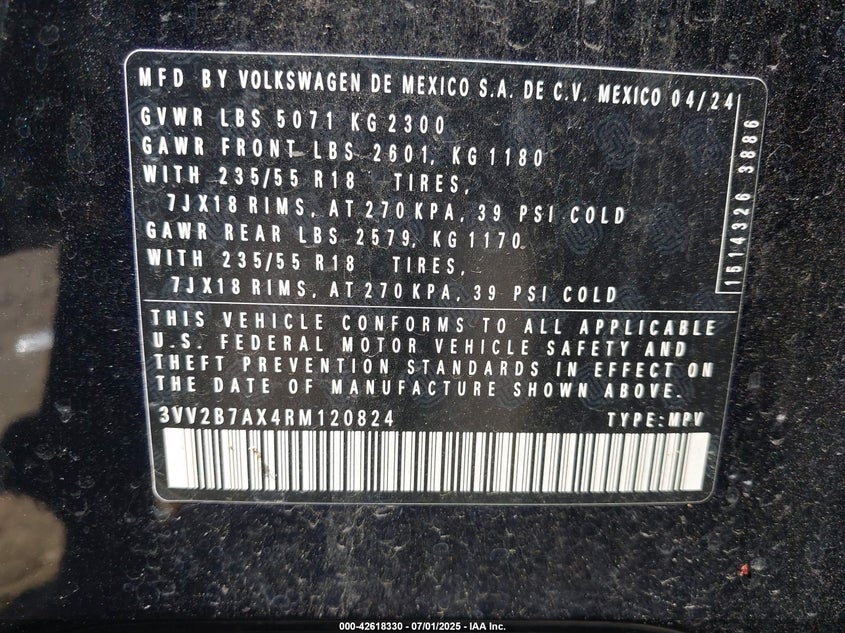 MFD BY VOLKSWAGEN DE MEXICO S.A. DE C.V. MEXICO 04/24
GVWR LBS 5071 KG 2300
GAWR FRONT LBS 2601, KG 1180
WITH 235/55 R18 TIRES,
7JX18 RIMS, AT 270 KPA, 39 PSI COLD
GAWR REAR LBS 2579, KG 1170
WITH 235/55 R18 TIRES,
7JX18 RIMS, AT 270 KPA, 39 PSI COLD
1614326 3886
THIS VEHICLE CONFORMS TO ALL APPLICABLE
U.S. FEDERAL MOTOR VEHICLE SAFETY AND
THEFT PREVENTION STANDARDS IN EFFECT ON
THE DATE OF MANUFACTURE SHOWN ABOVE.
3VV2B7AX4RM120824 TYPE:MPV
000-42618330 - 07/01/2025 - IAA Inc.